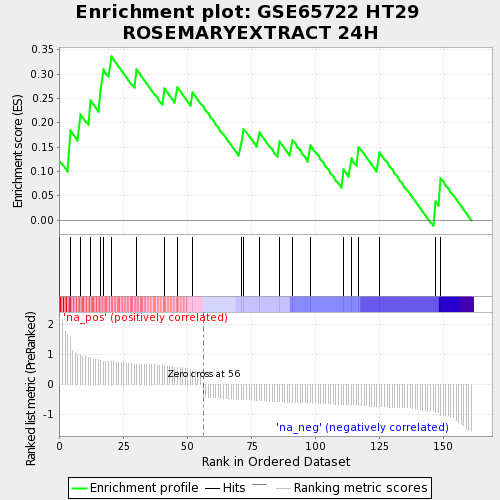 Enrichment plot: GSE65722 HT29
ROSEMARYEXTRACT 24H
Enrichment score (ES)
0.35
0.30
0.25
0.20
0.15
0.10
0.05
0.00
'na_pos' (positively correlated)
Ranked list metric (PreRanked)
2
1
0
-1
Zero cross at 56
'na_neg' (negatively correlated)
0 25 50 75 100 125 150
Rank in Ordered Dataset
Enrichment profile Hits Ranking metric scores